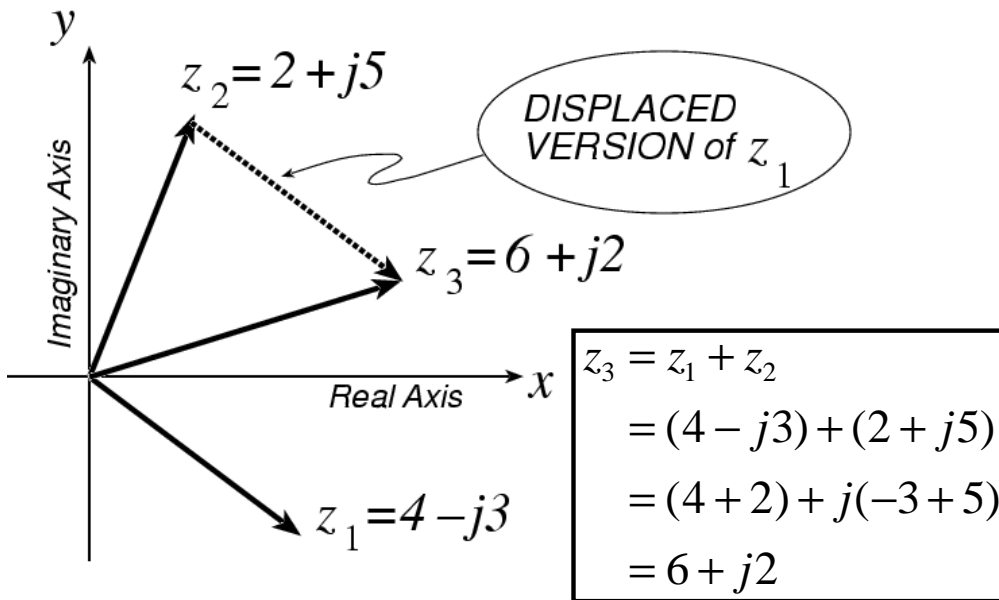 y
Imaginary Axis
z₂ = 2 + j5
DISPLACED
VERSION of z₁
z₃ = 6 + j2
x
Real Axis
z₁ = 4 – j3
z₃ = z₁ + z₂
= (4 − j3) + (2 + j5)
= (4 + 2) + j(−3 + 5)
= 6 + j2